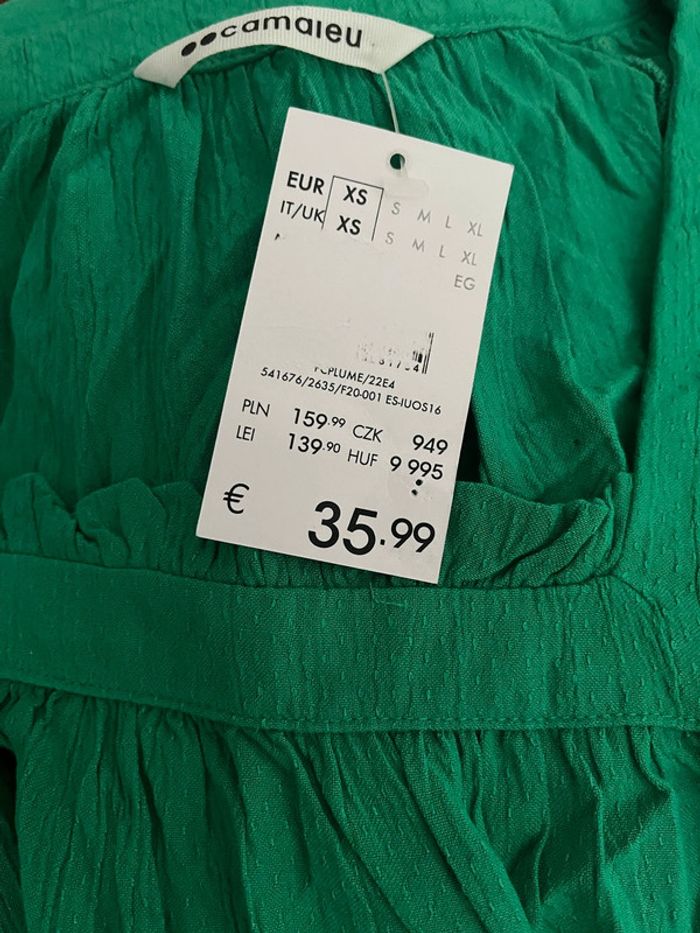 camaieu
EUR XS S M L XL
IT/UK XS S M L XL
EG
541676/2635/F20-001 ES-IUOS16
PLN 159.99 CZK 949
LEI 139.90 HUF 9 995
€ 35.99